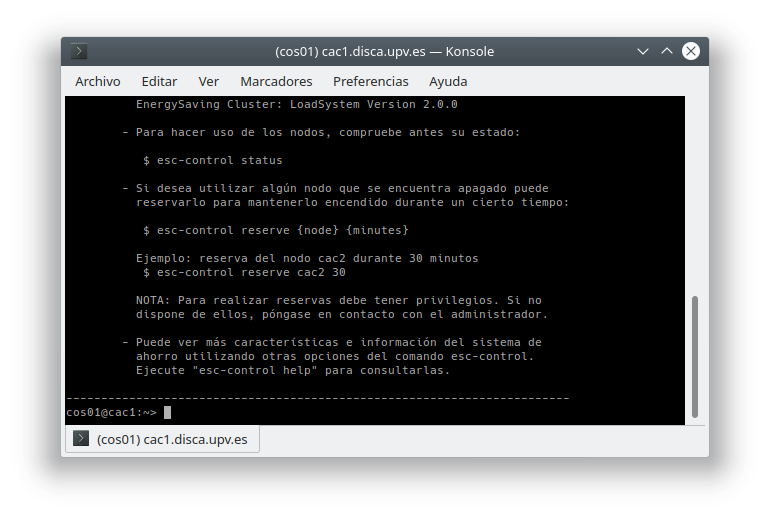 (cos01) cac1.disca.upv.es — Konsole
Archivo Editar Ver Marcadores Preferencias Ayuda
EnergySaving Cluster: LoadSystem Version 2.0.0
- Para hacer uso de los nodos, compruebe antes su estado:
$ esc-control status
- Si desea utilizar algún nodo que se encuentra apagado puede
reservarlo para mantenerlo encendido durante un cierto tiempo:
$ esc-control reserve {node} {minutes}
Ejemplo: reserva del nodo cac2 durante 30 minutos
$ esc-control reserve cac2 30
NOTA: Para realizar reservas debe tener privilegios. Si no
dispone de ellos, póngase en contacto con el administrador.
- Puede ver más características e información del sistema de
ahorro utilizando otras opciones del comando esc-control.
Ejecute "esc-control help" para consultarlas.
------------------------------------------------------------------------
cos01@cac1:~>
(cos01) cac1.disca.upv.es